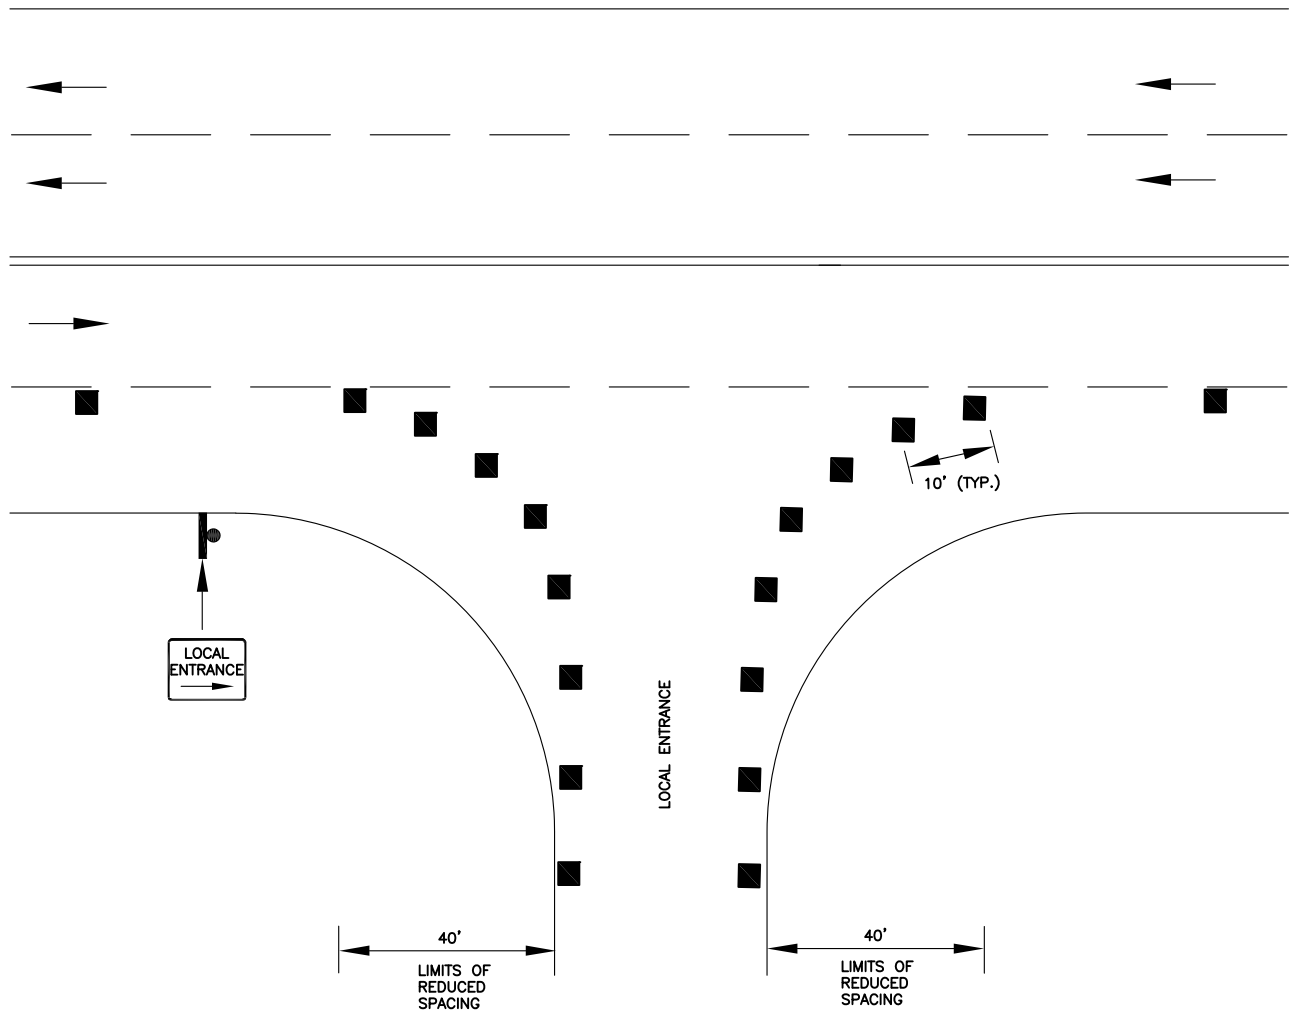 10' (TYP.)
LOCAL
ENTRANCE
LOCAL ENTRANCE
40'
LIMITS OF
REDUCED
SPACING
40'
LIMITS OF
REDUCED
SPACING